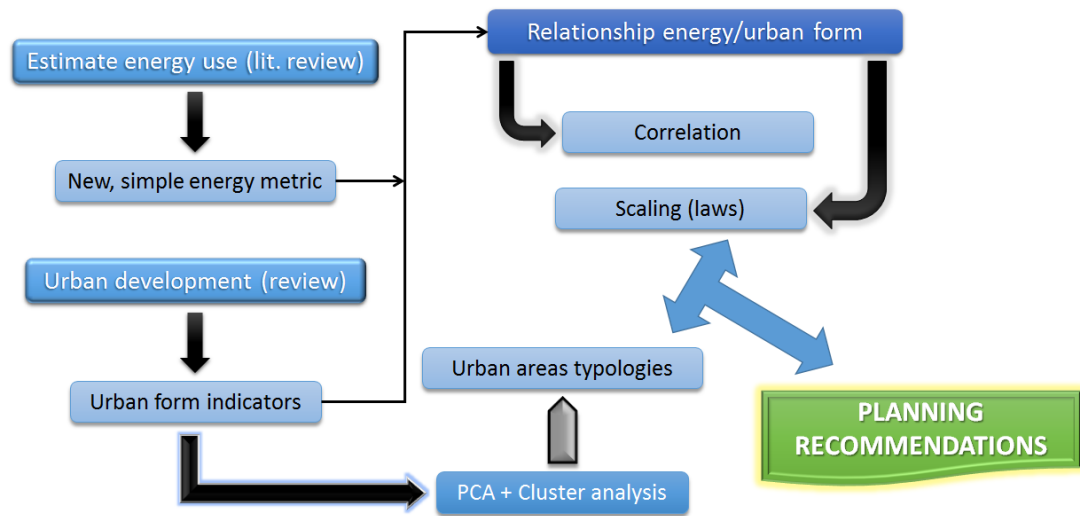 Estimate energy use (lit. review)
New, simple energy metric
Urban development (review)
Urban form indicators
Relationship energy/urban form
Correlation
Scaling (laws)
Urban areas typologies
PCA + Cluster analysis
PLANNING
RECOMMENDATIONS